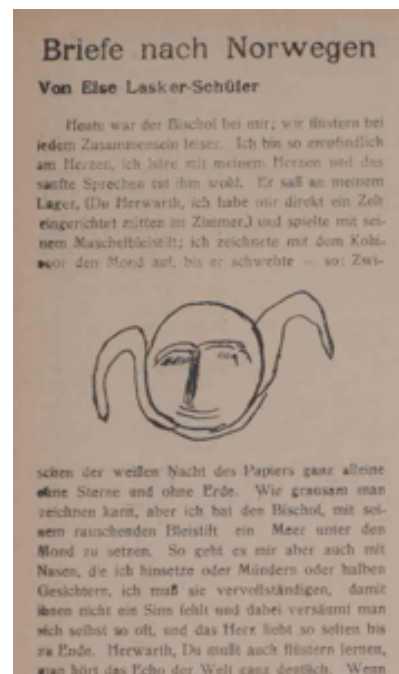 Briefe nach Norwegen
Von Else Lasker-Schüler
Heute war der Bischof bei mir; wir flüstern bei
jedem Zusammensein leiser. Ich bin so empfindlich
am Herzen, ich höre mit meinem Herzen und das
sanfte Sprechen tut ihm wohl. Er saß an meinem
Lager, (Du Herwarth, ich habe mir direkt ein Zelt
eingerichtet mitten im Zimmer,) und spielte mit sei-
nem Muschelbleistift; ich zeichnete mit dem Kohi-
noor den Mond auf, bis er schwebte — so: Zwi-
schen der weißen Nacht des Papiers ganz alleine
ohne Sterne und ohne Erde. Wie grausam man
zeichnen kann, aber ich bat den Bischof, mit sei-
nem rauschenden Bleistift ein Meer unter den
Mond zu setzen. So geht es mir aber auch mit
Nasen, die ich hinsetze oder Mündern oder halben
Gesichtern, ich muß sie vervollständigen, damit
ihnen nicht ein Sinn fehlt und dabei versäumt man
sich selbst so oft, und das Herz liebt so selten bis
zu Ende. Herwarth, Du mußt auch flüstern lernen,
man hört das Echo der Welt ganz deutlich. Wenn